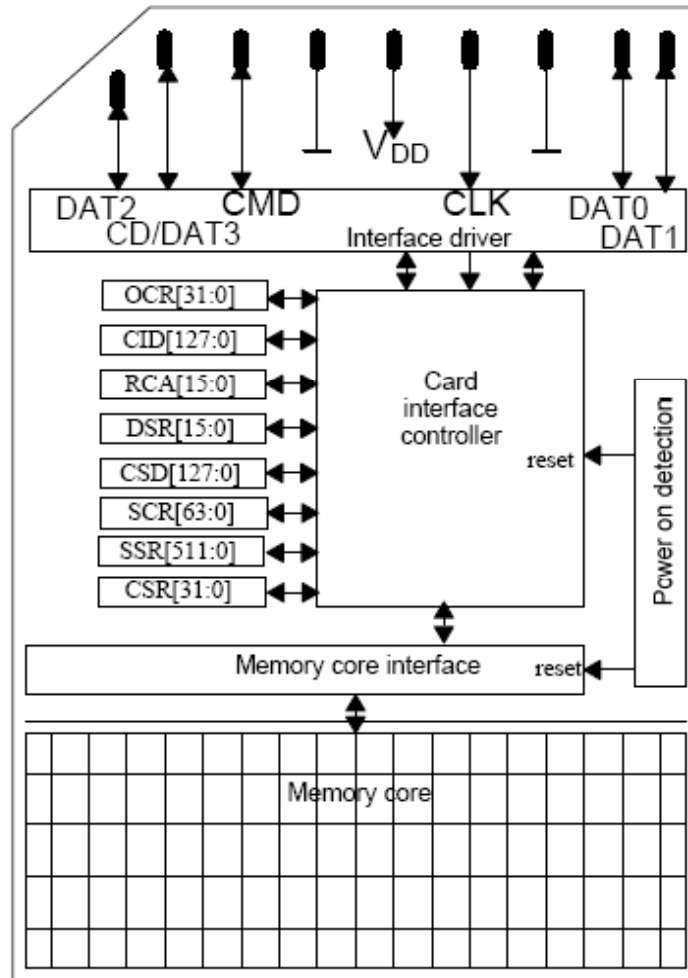 VDD
DAT2 CMD CLK DAT0
CD/DAT3 Interface driver DAT1
OCR[31:0]
CID[127:0]
RCA[15:0]
DSR[15:0]
CSD[127:0]
SCR[63:0]
SSR[511:0]
CSR[31:0]
Card
interface
controller
reset
Power on detection
Memory core interface reset
Memory core